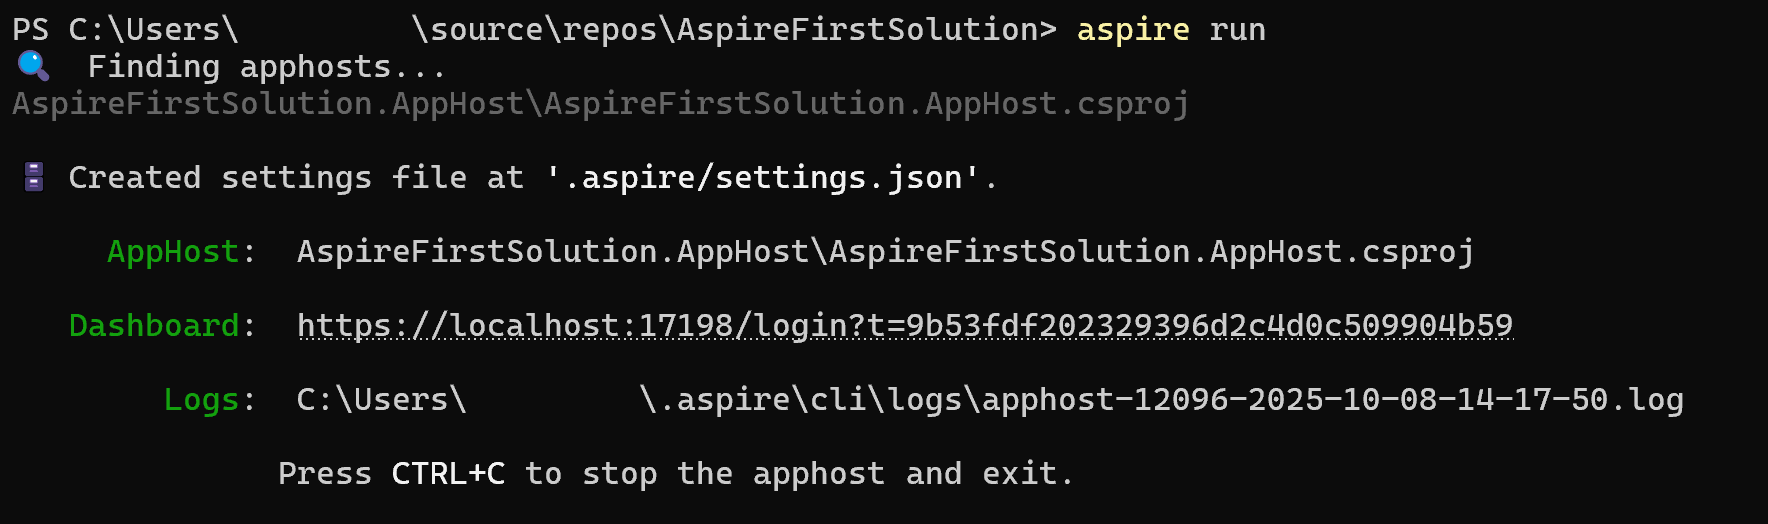 PS C:\Users\         \source\repos\AspireFirstSolution> aspire run
Finding apphosts...
AspireFirstSolution.AppHost\AspireFirstSolution.AppHost.csproj
Created settings file at '.aspire/settings.json'.
AppHost:  AspireFirstSolution.AppHost\AspireFirstSolution.AppHost.csproj
Dashboard:  https://localhost:17198/login?t=9b53fdf202329396d2c4d0c509904b59
Logs:  C:\Users\         \.aspire\cli\logs\apphost-12096-2025-10-08-14-17-50.log
Press CTRL+C to stop the apphost and exit.